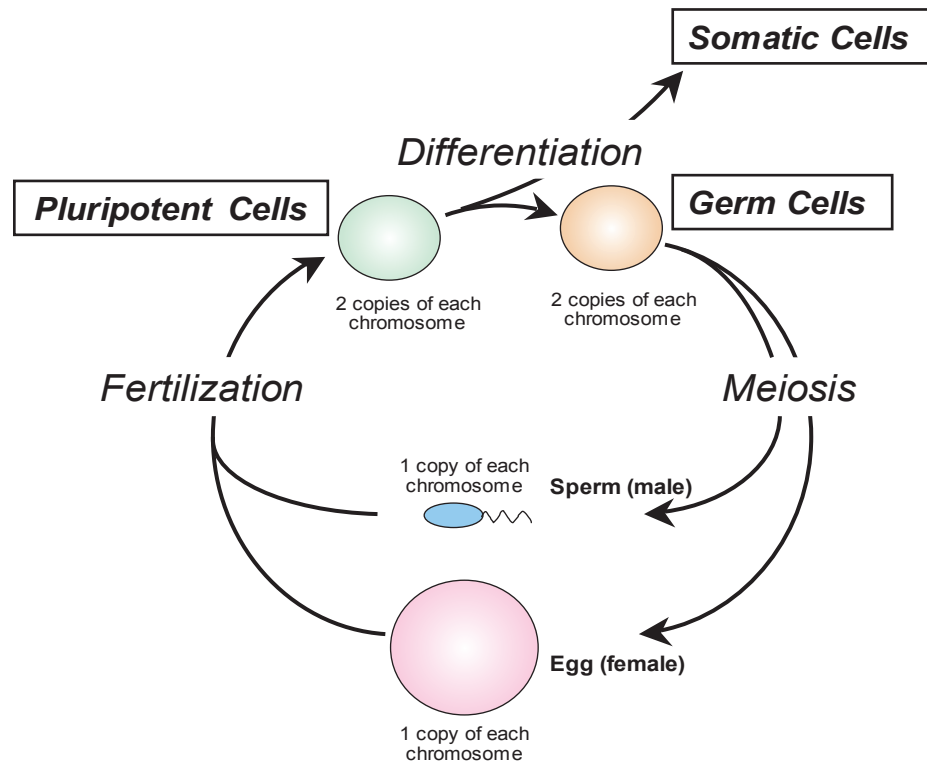 Somatic Cells
Differentiation
Pluripotent Cells
Germ Cells
2 copies of each
chromosome
2 copies of each
chromosome
Fertilization
Meiosis
1 copy of each
chromosome
Sperm (male)
Egg (female)
1 copy of each
chromosome